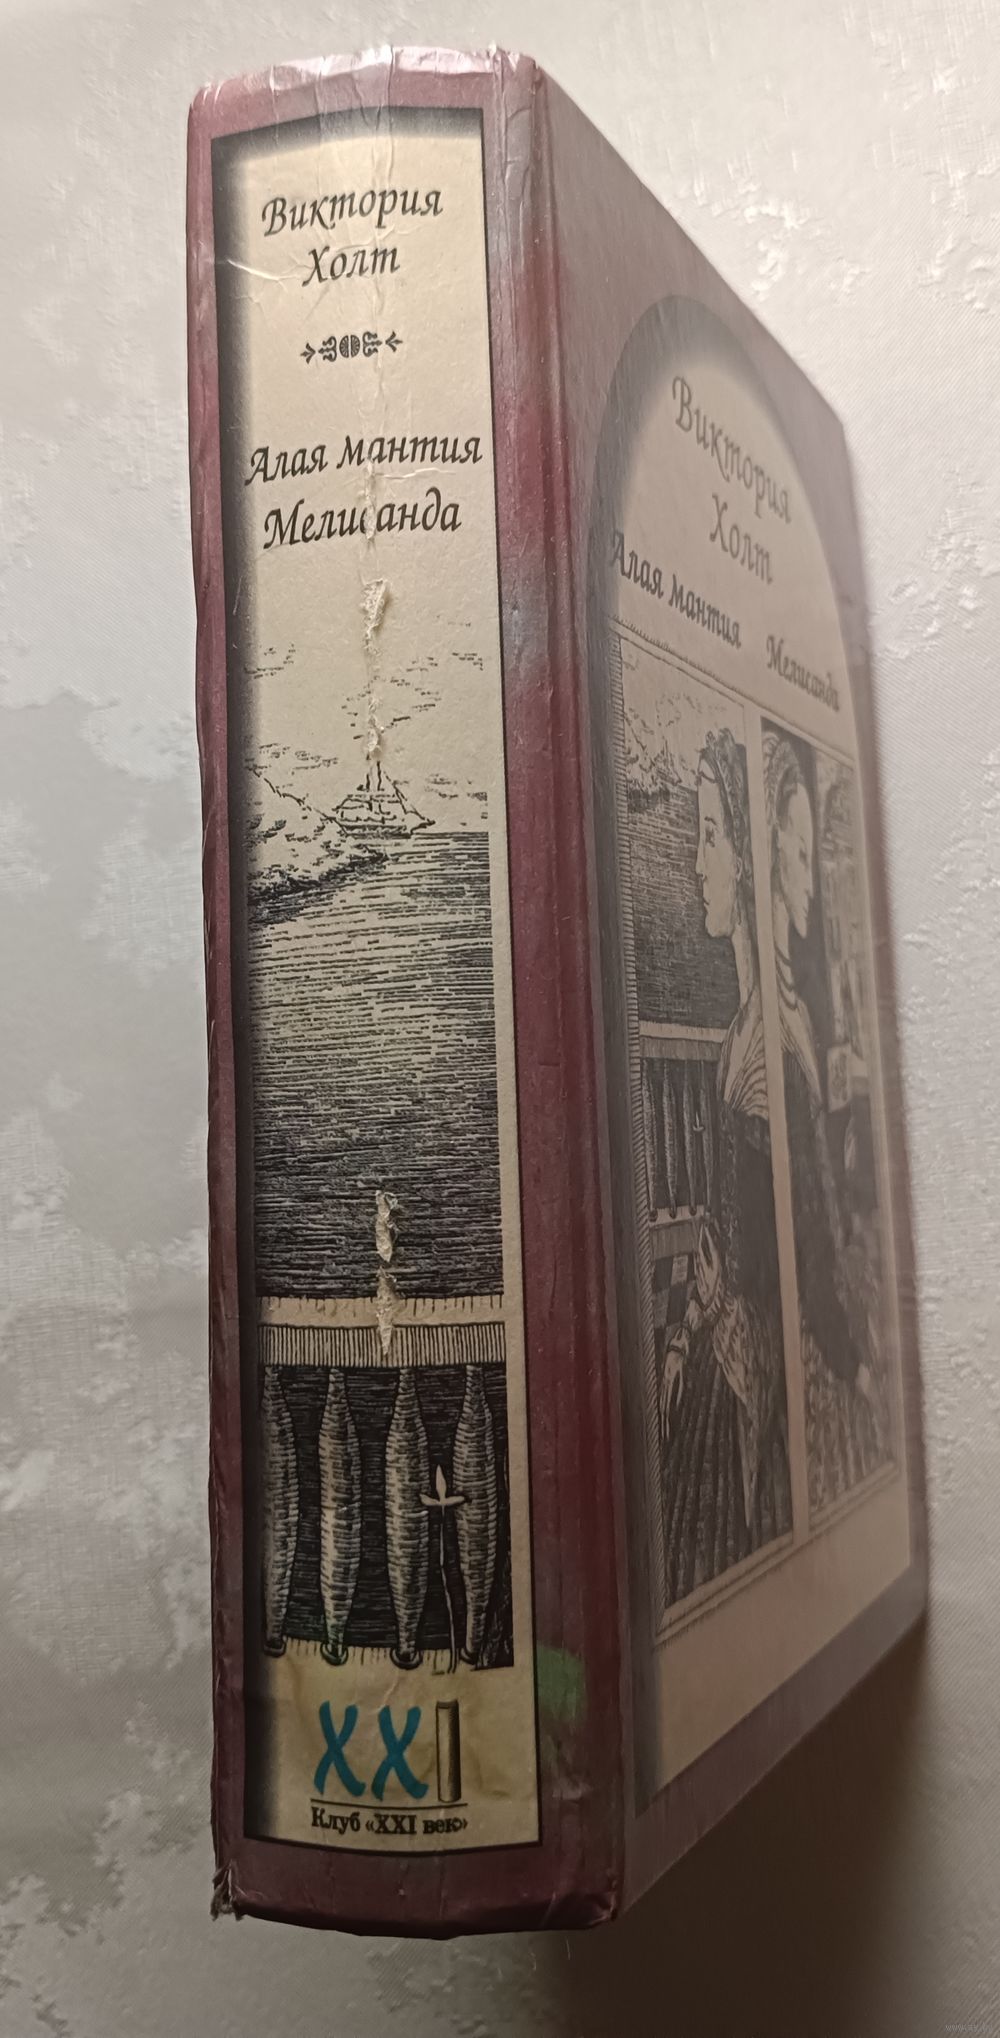 Виктория
Холт
Алая мантия
Мелисанда
XXI
Клуб «XXI век»
Виктория
Холт
Алая мантия
Мелисанда